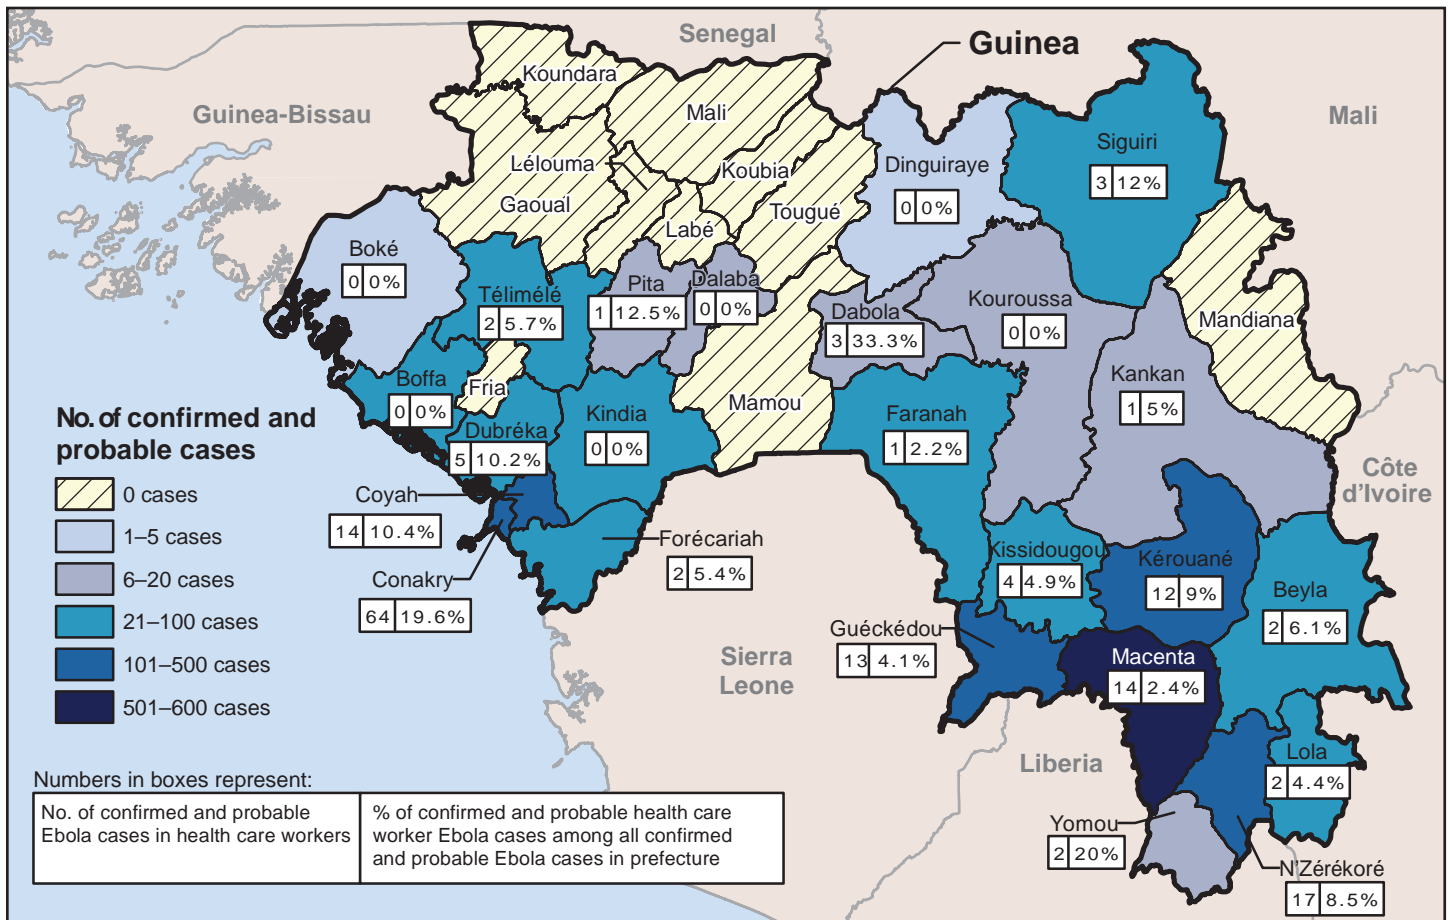 Senegal
Guinea
Guinea-Bissau
Mali
Koundara
Mali
Lélouma
Koubia
Gaoual
Labé
Tougué
Dinguiraye
0 0%
Siguiri
3 12%
Boké
0 0%
Télimélé
2 5.7%
Pita
1 12.5%
Dalaba
0 0%
Dabola
3 33.3%
Kouroussa
0 0%
Mandiana
Boffa
0 0%
Fria
Kindia
0 0%
Mamou
Faranah
1 2.2%
Kankan
1 5%
Dubréka
5 10.2%
Coyah
14 10.4%
Conakry
64 19.6%
Forécariah
2 5.4%
Kissidougou
4 4.9%
Kérouané
12 9%
Beyla
2 6.1%
Côte
d'Ivoire
Guéckédou
13 4.1%
Macenta
14 2.4%
Sierra
Leone
Liberia
Lola
2 4.4%
Yomou
2 20%
N'Zérékoré
17 8.5%
No. of confirmed and
probable cases
0 cases
1–5 cases
6–20 cases
21–100 cases
101–500 cases
501–600 cases
Numbers in boxes represent:
No. of confirmed and probable
Ebola cases in health care workers
% of confirmed and probable health care
worker Ebola cases among all confirmed
and probable Ebola cases in prefecture